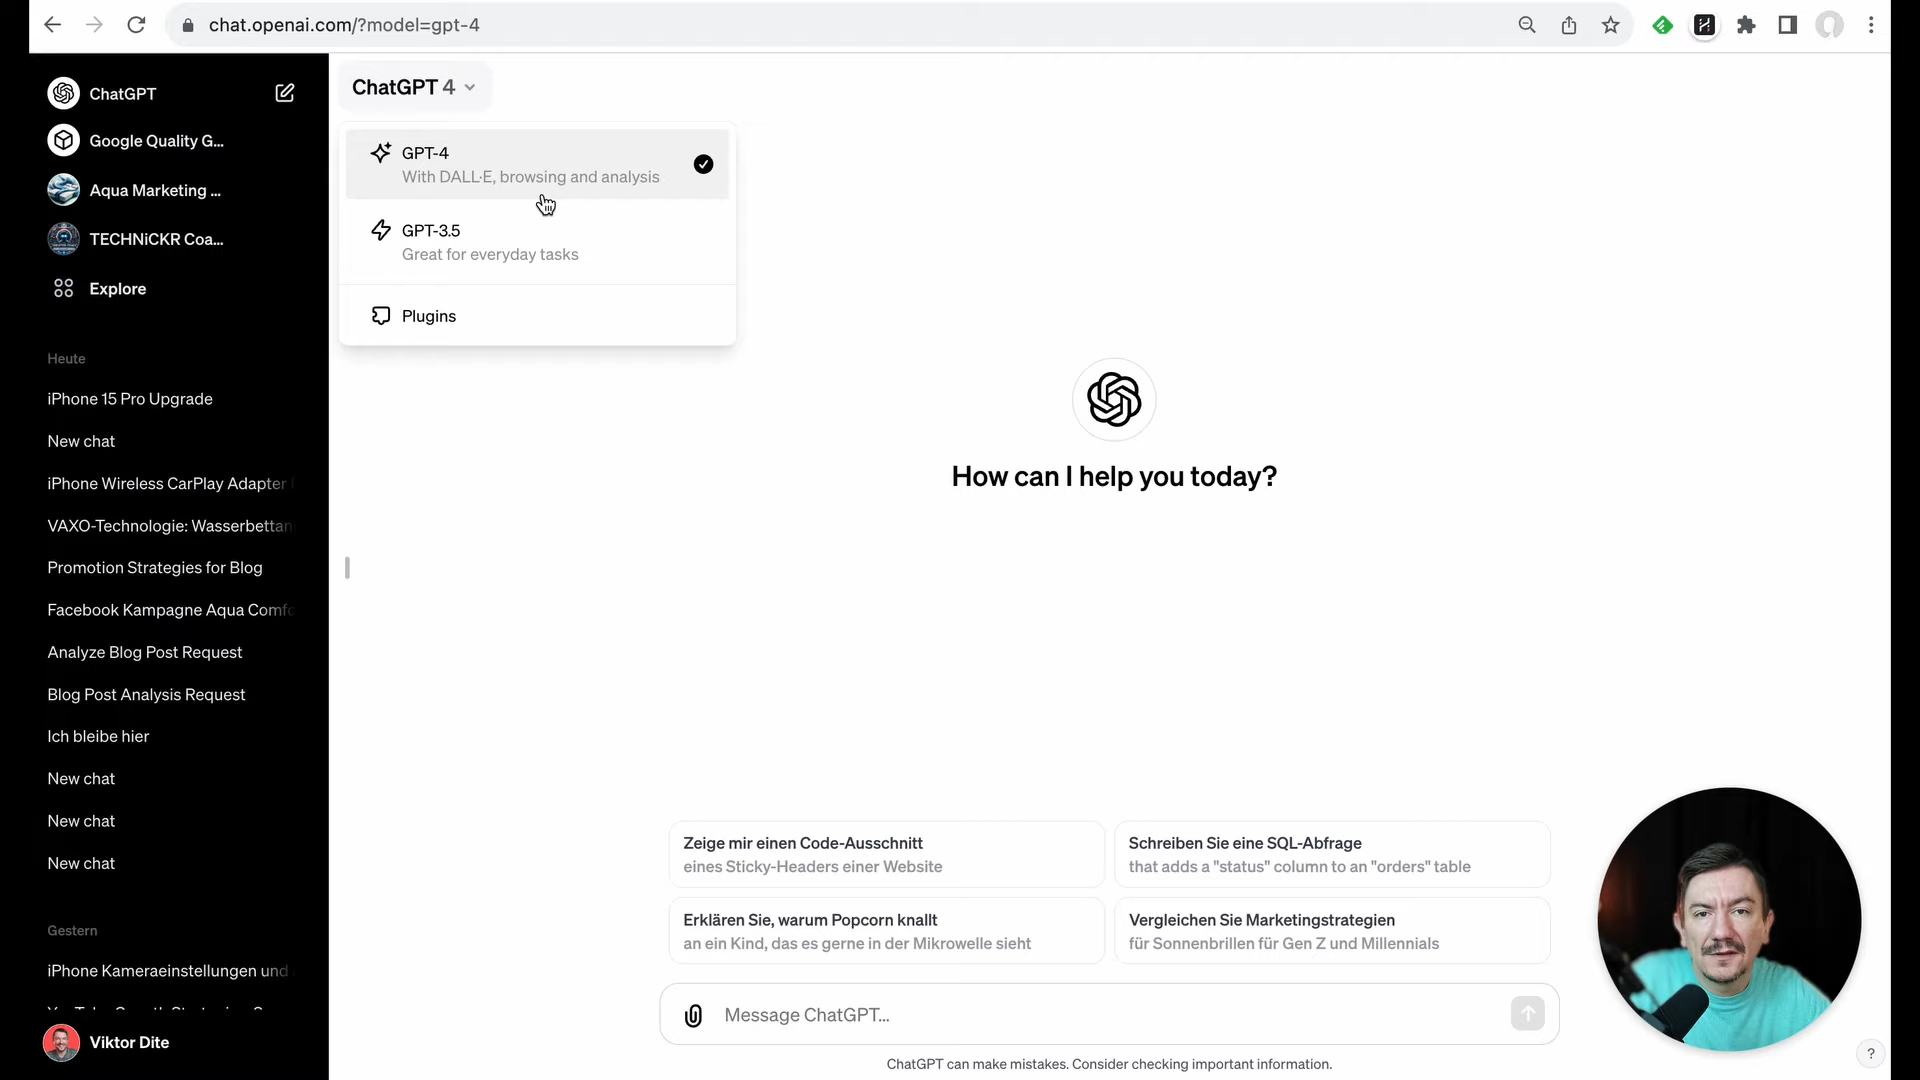 chat.openai.com/?model=gpt-4
ChatGPT
Google Quality G...
Aqua Marketing ...
TECHNiCKR Coa...
Explore
Heute
iPhone 15 Pro Upgrade
New chat
iPhone Wireless CarPlay Adapter
VAXO-Technologie: Wasserbettan
Promotion Strategies for Blog
Facebook Kampagne Aqua Comfo
Analyze Blog Post Request
Blog Post Analysis Request
Ich bleibe hier
New chat
New chat
New chat
Gestern
iPhone Kameraeinstellungen und
Viktor Dite
ChatGPT 4
GPT-4
With DALL·E, browsing and analysis
GPT-3.5
Great for everyday tasks
Plugins
How can I help you today?
Zeige mir einen Code-Ausschnitt
eines Sticky-Headers einer Website
Schreiben Sie eine SQL-Abfrage
that adds a "status" column to an "orders" table
Erklären Sie, warum Popcorn knallt
an ein Kind, das es gerne in der Mikrowelle sieht
Vergleichen Sie Marketingstrategien
für Sonnenbrillen für Gen Z und Millennials
Message ChatGPT...
ChatGPT can make mistakes. Consider checking important information.
?